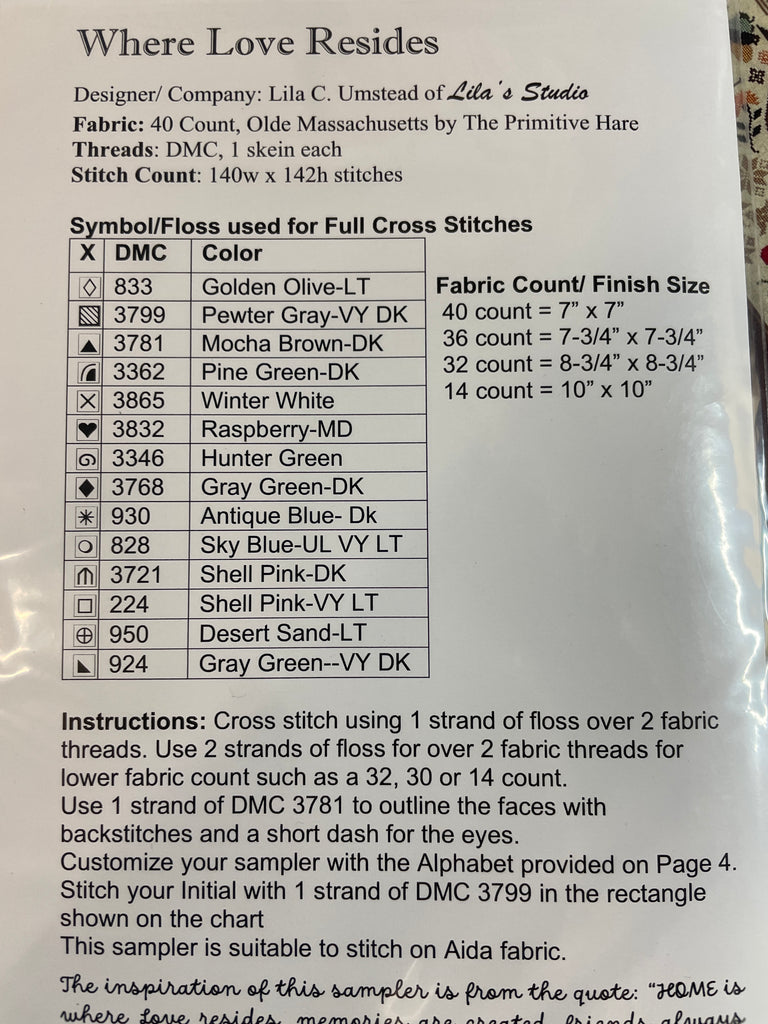 Where Love Resides
Designer/ Company: Lila C. Umstead of Lila's Studio
Fabric: 40 Count, Olde Massachusetts by The Primitive Hare
Threads: DMC, 1 skein each
Stitch Count: 140w x 142h stitches
Symbol/Floss used for Full Cross Stitches
X DMC Color
833 Golden Olive-LT
3799 Pewter Gray-VY DK
3781 Mocha Brown-DK
3362 Pine Green-DK
3865 Winter White
3832 Raspberry-MD
3346 Hunter Green
3768 Gray Green-DK
930 Antique Blue- Dk
828 Sky Blue-UL VY LT
3721 Shell Pink-DK
224 Shell Pink-VY LT
950 Desert Sand-LT
924 Gray Green--VY DK
Fabric Count/ Finish Size
40 count = 7” x 7”
36 count = 7-3/4” x 7-3/4”
32 count = 8-3/4” x 8-3/4”
14 count = 10” x 10”
Instructions: Cross stitch using 1 strand of floss over 2 fabric
threads. Use 2 strands of floss for over 2 fabric threads for
lower fabric count such as a 32, 30 or 14 count.
Use 1 strand of DMC 3781 to outline the faces with
backstitches and a short dash for the eyes.
Customize your sampler with the Alphabet provided on Page 4.
Stitch your Initial with 1 strand of DMC 3799 in the rectangle
shown on the chart
This sampler is suitable to stitch on Aida fabric.
The inspiration of this sampler is from the quote: “HOME is
where love resides, memories are created, friends always